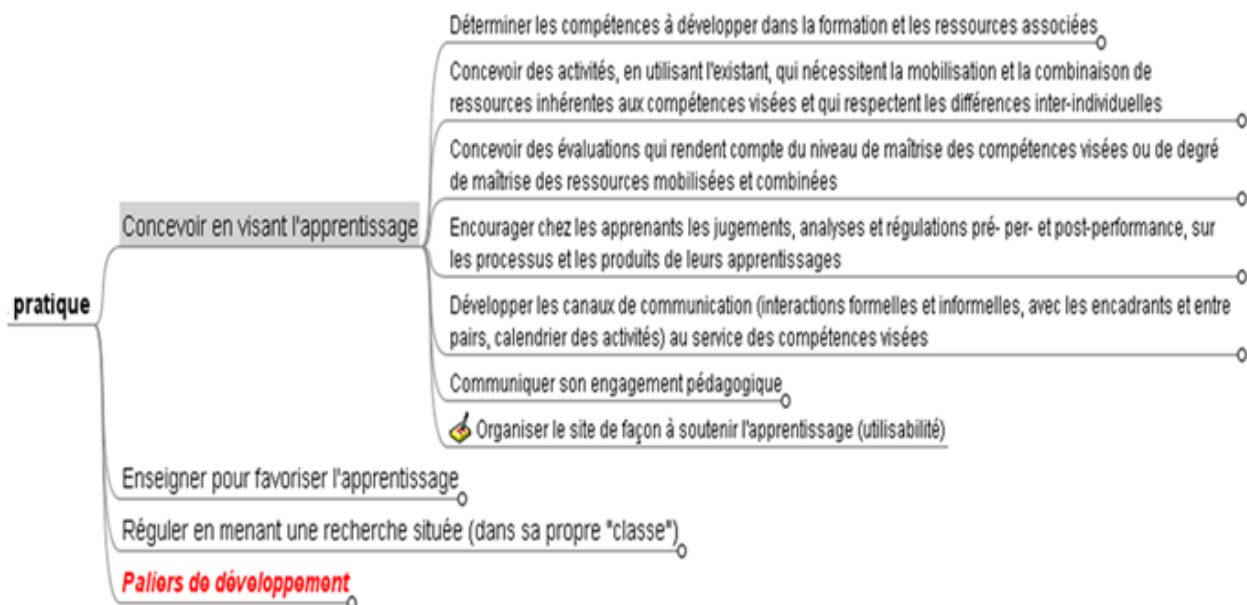 Déterminer les compétences à développer dans la formation et les ressources associées
Concevoir des activités, en utilisant l'existant, qui nécessitent la mobilisation et la combinaison de
ressources inhérentes aux compétences visées et qui respectent les différences inter-individuelles
Concevoir des évaluations qui rendent compte du niveau de maîtrise des compétences visées ou de degré
de maîtrise des ressources mobilisées et combinées
Concevoir en visant l'apprentissage
Encourager chez les apprenants les jugements, analyses et régulations pré- per- et post-performance, sur
les processus et les produits de leurs apprentissages
pratique
Développer les canaux de communication (interactions formelles et informelles, avec les encadrants et entre
pairs, calendrier des activités) au service des compétences visées
Communiquer son engagement pédagogique
Organiser le site de façon à soutenir l'apprentissage (utilisabilité)
Enseigner pour favoriser l'apprentissage
Réguler en menant une recherche située (dans sa propre "classe")
Paliers de développement